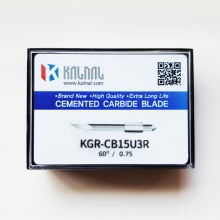 KALNAL
www.kalnal.com
•Brand New •High Quality •Extra Long Life
CEMENTED CARBIDE BLADE
KGR-CB15U3R
60° / 0.75